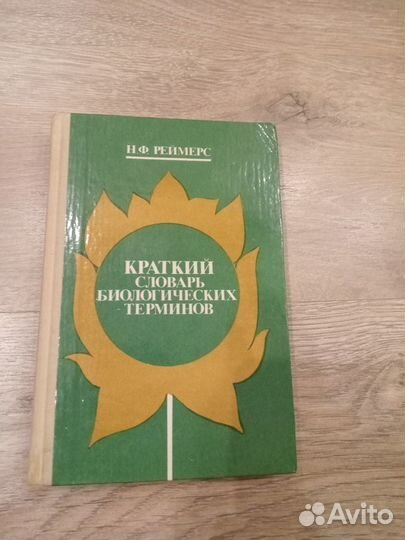 Н·Ф· РЕЙМЕРС
КРАТКИЙ
СЛОВАРЬ
БИОЛОГИЧЕСКИХ
ТЕРМИНОВ
Avito